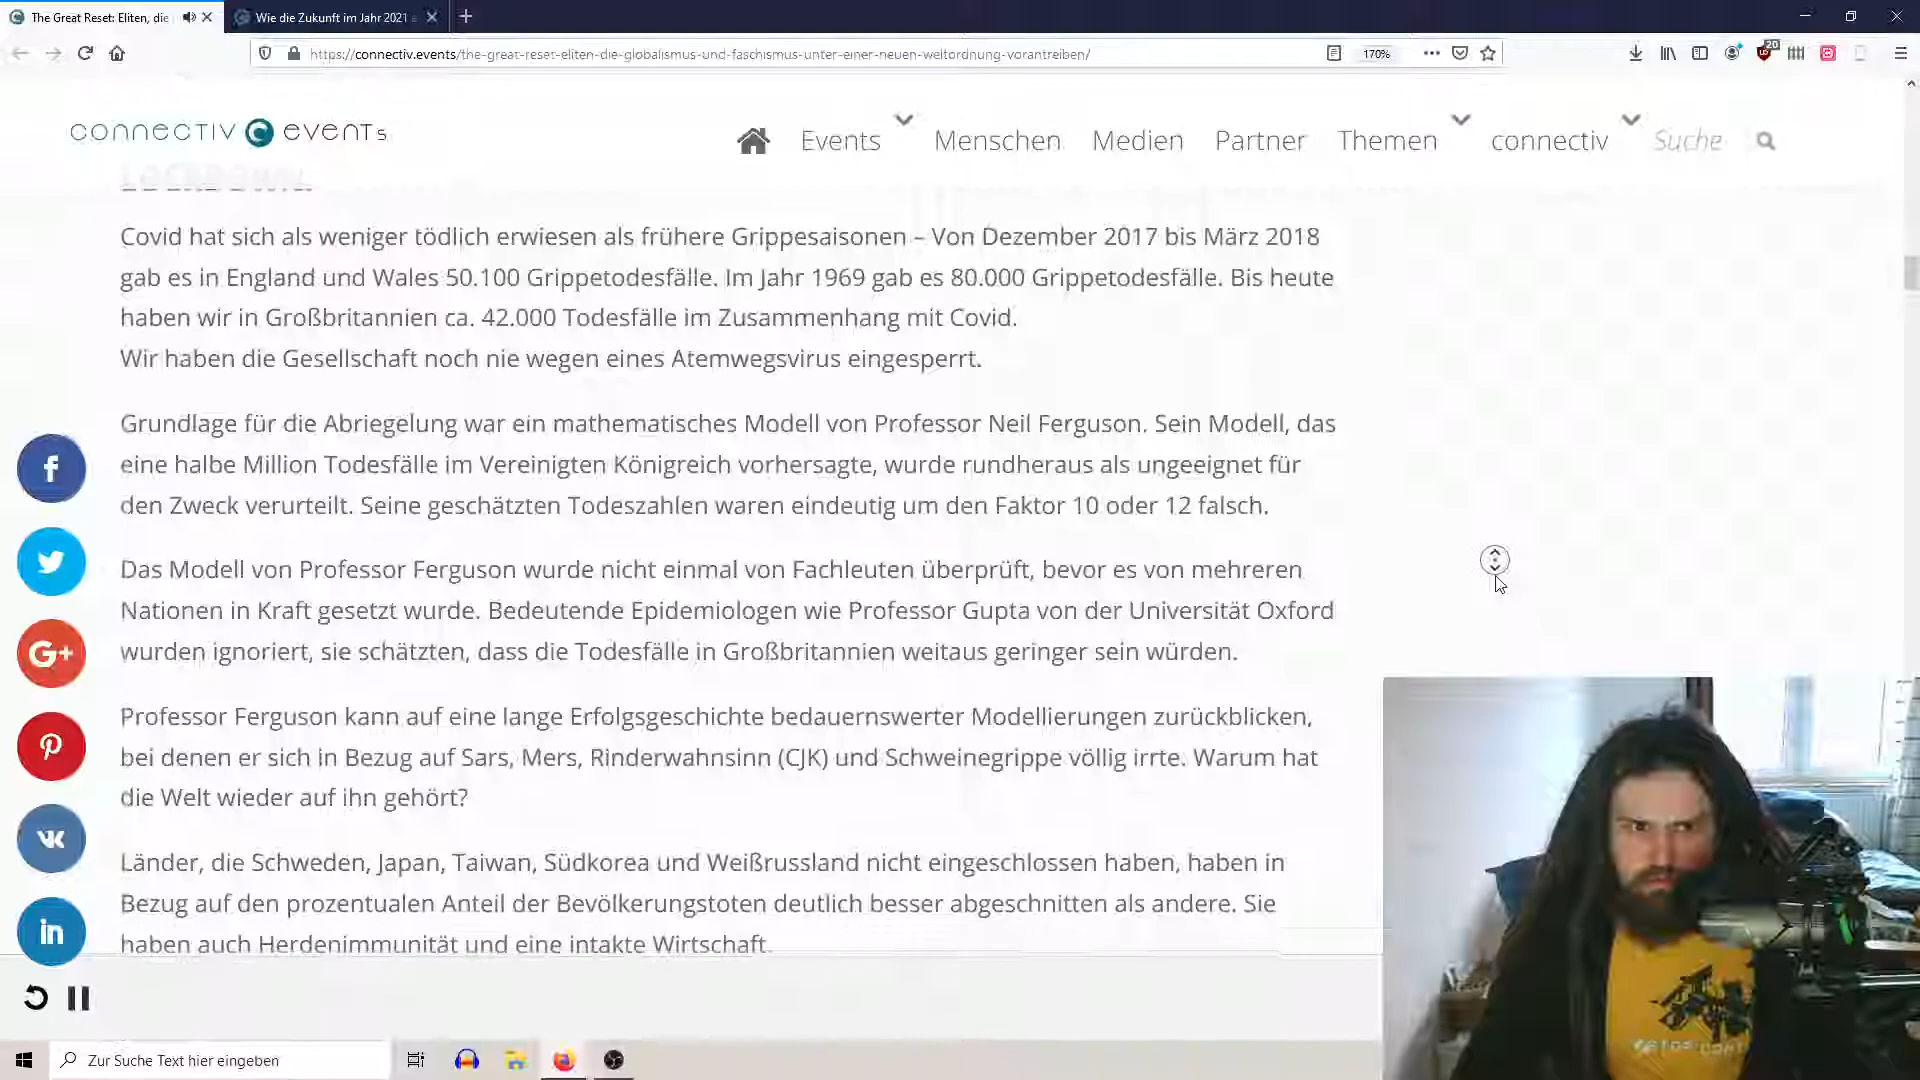 The Great Reset: Eliten, die
Wie die Zukunft im Jahr 2021
https://connectiv.events/the-great-reset-eliten-die-globalismus-und-faschismus-unter-einer-neuen-weltordnung-vorantreiben/
170%
20
connectiv events
Events
Menschen
Medien
Partner
Themen
connectiv
Suche
LOCKDOWN.
Covid hat sich als weniger tödlich erwiesen als frühere Grippesaisonen – Von Dezember 2017 bis März 2018
gab es in England und Wales 50.100 Grippetodesfälle. Im Jahr 1969 gab es 80.000 Grippetodesfälle. Bis heute
haben wir in Großbritannien ca. 42.000 Todesfälle im Zusammenhang mit Covid.
Wir haben die Gesellschaft noch nie wegen eines Atemwegsvirus eingesperrt.
Grundlage für die Abriegelung war ein mathematisches Modell von Professor Neil Ferguson. Sein Modell, das
eine halbe Million Todesfälle im Vereinigten Königreich vorhersagte, wurde rundheraus als ungeeignet für
den Zweck verurteilt. Seine geschätzten Todeszahlen waren eindeutig um den Faktor 10 oder 12 falsch.
Das Modell von Professor Ferguson wurde nicht einmal von Fachleuten überprüft, bevor es von mehreren
Nationen in Kraft gesetzt wurde. Bedeutende Epidemiologen wie Professor Gupta von der Universität Oxford
wurden ignoriert, sie schätzten, dass die Todesfälle in Großbritannien weitaus geringer sein würden.
Professor Ferguson kann auf eine lange Erfolgsgeschichte bedauernswerter Modellierungen zurückblicken,
bei denen er sich in Bezug auf Sars, Mers, Rinderwahnsinn (CJK) und Schweinegrippe völlig irrte. Warum hat
die Welt wieder auf ihn gehört?
Länder, die Schweden, Japan, Taiwan, Südkorea und Weißrussland nicht eingeschlossen haben, haben in
Bezug auf den prozentualen Anteil der Bevölkerungstoten deutlich besser abgeschnitten als andere. Sie
haben auch Herdenimmunität und eine intakte Wirtschaft.
Zur Suche Text hier eingeben